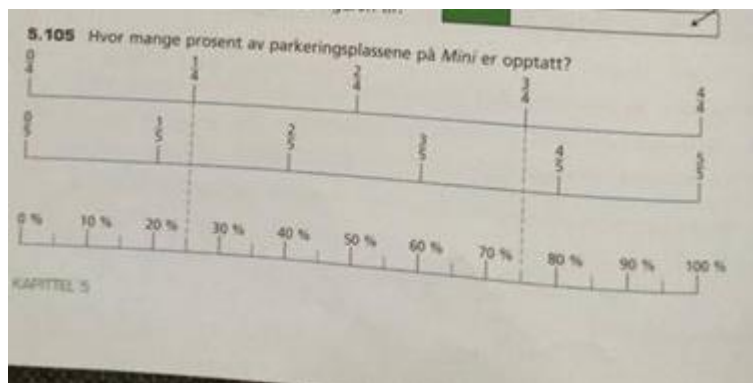 5.105 Hvor mange prosent av parkeringsplassene på Mini er opptatt?
0/4 1/4 2/4 3/4 4/4
0/5 1/5 2/5 3/5 4/5 5/5
0 % 10 % 20 % 30 % 40 % 50 % 60 % 70 % 80 % 90 % 100 %
KAPITTEL 5